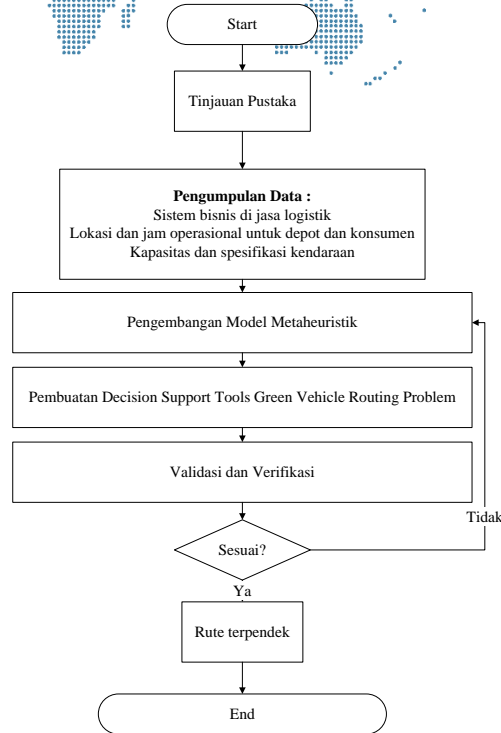 Start
Tinjauan Pustaka
Pengumpulan Data :
Sistem bisnis di jasa logistik
Lokasi dan jam operasional untuk depot dan konsumen
Kapasitas dan spesifikasi kendaraan
Pengembangan Model Metaheuristik
Pembuatan Decision Support Tools Green Vehicle Routing Problem
Validasi dan Verifikasi
Tidak
Sesuai?
Ya
Rute terpendek
End